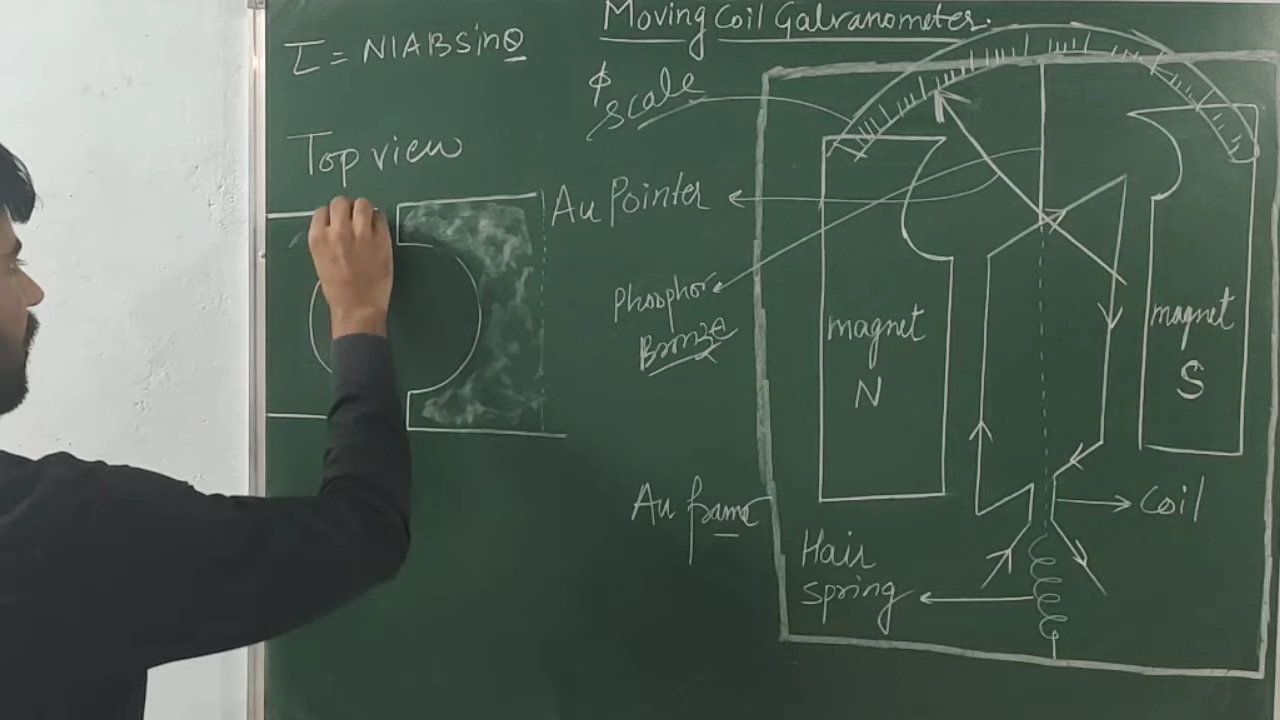 τ = NIABsinθ
Top view
Moving Coil Galvanometer.
ϕ
scale
Au Pointer
Phosphor
Bronze
Au frame
magnet
N
magnet
S
Coil
Hair
spring